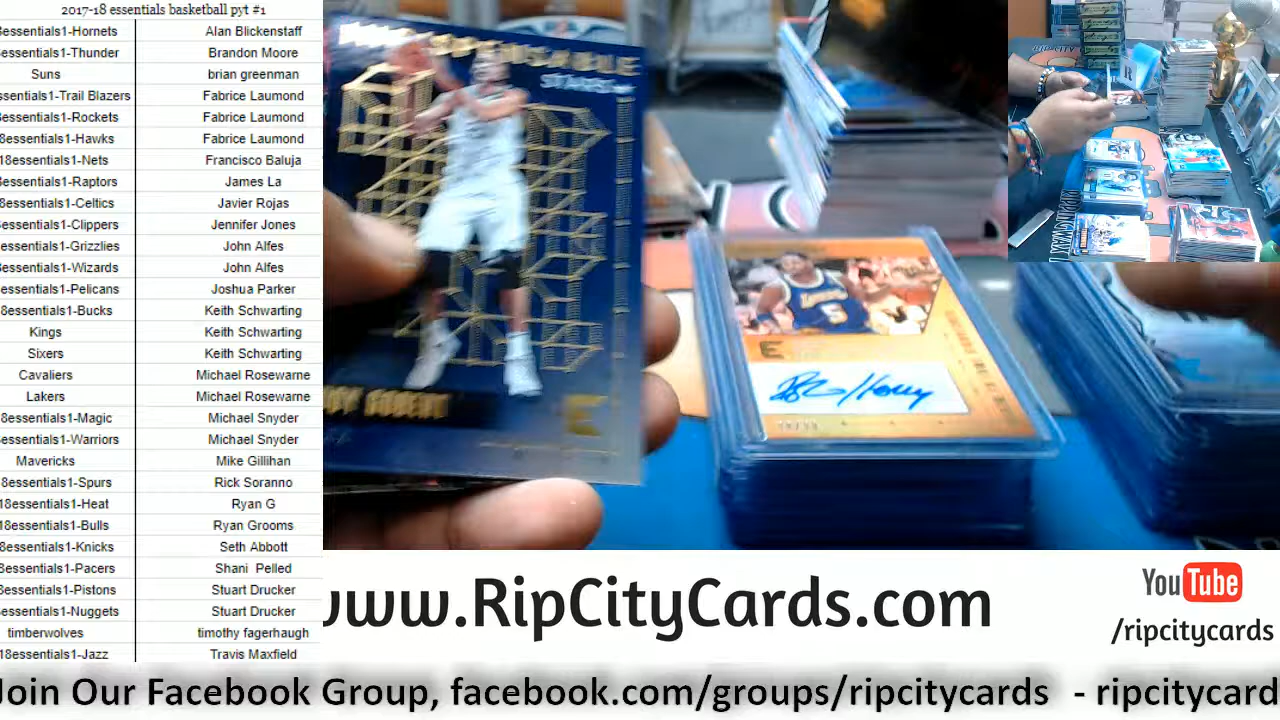 2017-18 essentials basketball pyt #1
8essentials1-Hornets Alan Blickenstaff
8essentials1-Thunder Brandon Moore
Suns brian greenman
ssentials1-Trail Blazers Fabrice Laumond
essentials1-Rockets Fabrice Laumond
8essentials1-Hawks Fabrice Laumond
18essentials1-Nets Francisco Baluja
8essentials1-Raptors James La
8essentials1-Celtics Javier Rojas
8essentials1-Clippers Jennifer Jones
8essentials1-Grizzlies John Alfes
8essentials1-Wizards John Alfes
essentials1-Pelicans Joshua Parker
8essentials1-Bucks Keith Schwarting
Kings Keith Schwarting
Sixers Keith Schwarting
Cavaliers Michael Rosewarne
Lakers Michael Rosewarne
8essentials1-Magic Michael Snyder
essentials1-Warriors Michael Snyder
Mavericks Mike Gillihan
8essentials1-Spurs Rick Soranno
18essentials1-Heat Ryan G
18essentials1-Bulls Ryan Grooms
8essentials1-Knicks Seth Abbott
8essentials1-Pacers Shani Pelled
8essentials1-Pistons Stuart Drucker
essentials1-Nuggets Stuart Drucker
timberwolves timothy fagerhaugh
18essentials1-Jazz Travis Maxfield
GOBERT
E
E
www.RipCityCards.com
YouTube
/ripcitycards
Join Our Facebook Group, facebook.com/groups/ripcitycards - ripcitycard